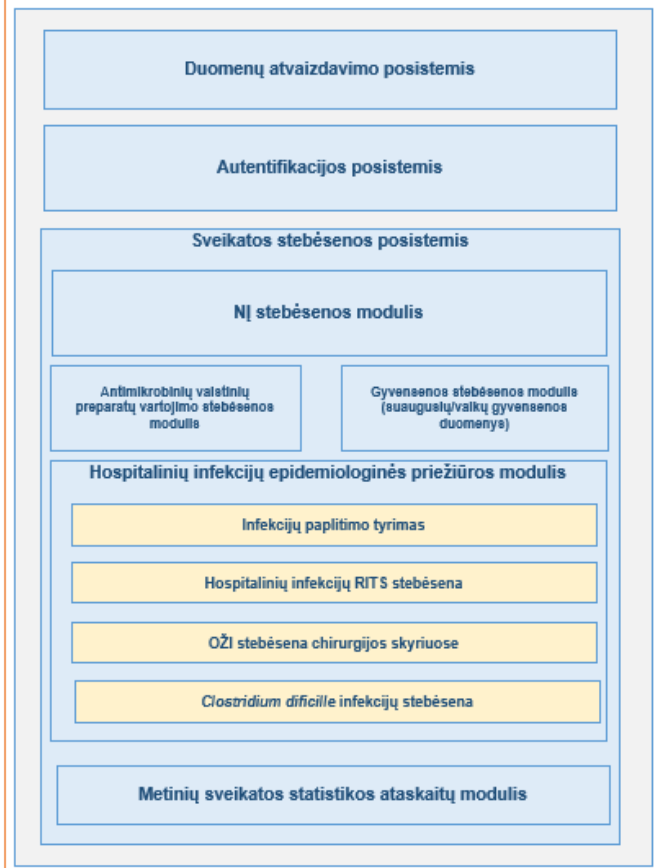 Duomenų atvaizdavimo posistemis
Autentifikacijos posistemis
Sveikatos stebėsenos posistemis
NĮ stebėsenos modulis
Antimikrobinių vaistinių
preparatų vartojimo stebėsenos
modulis
Gyvensenos stebėsenos modulis
(suaugusių/vaikų gyvensenos
duomenys)
Hospitalinių infekcijų epidemiologinės priežiūros modulis
Infekcijų paplitimo tyrimas
Hospitalinių infekcijų RITS stebėsena
OŽI stebėsena chirurgijos skyriuose
Clostridium dificille infekcijų stebėsena
Metinių sveikatos statistikos ataskaitų modulis